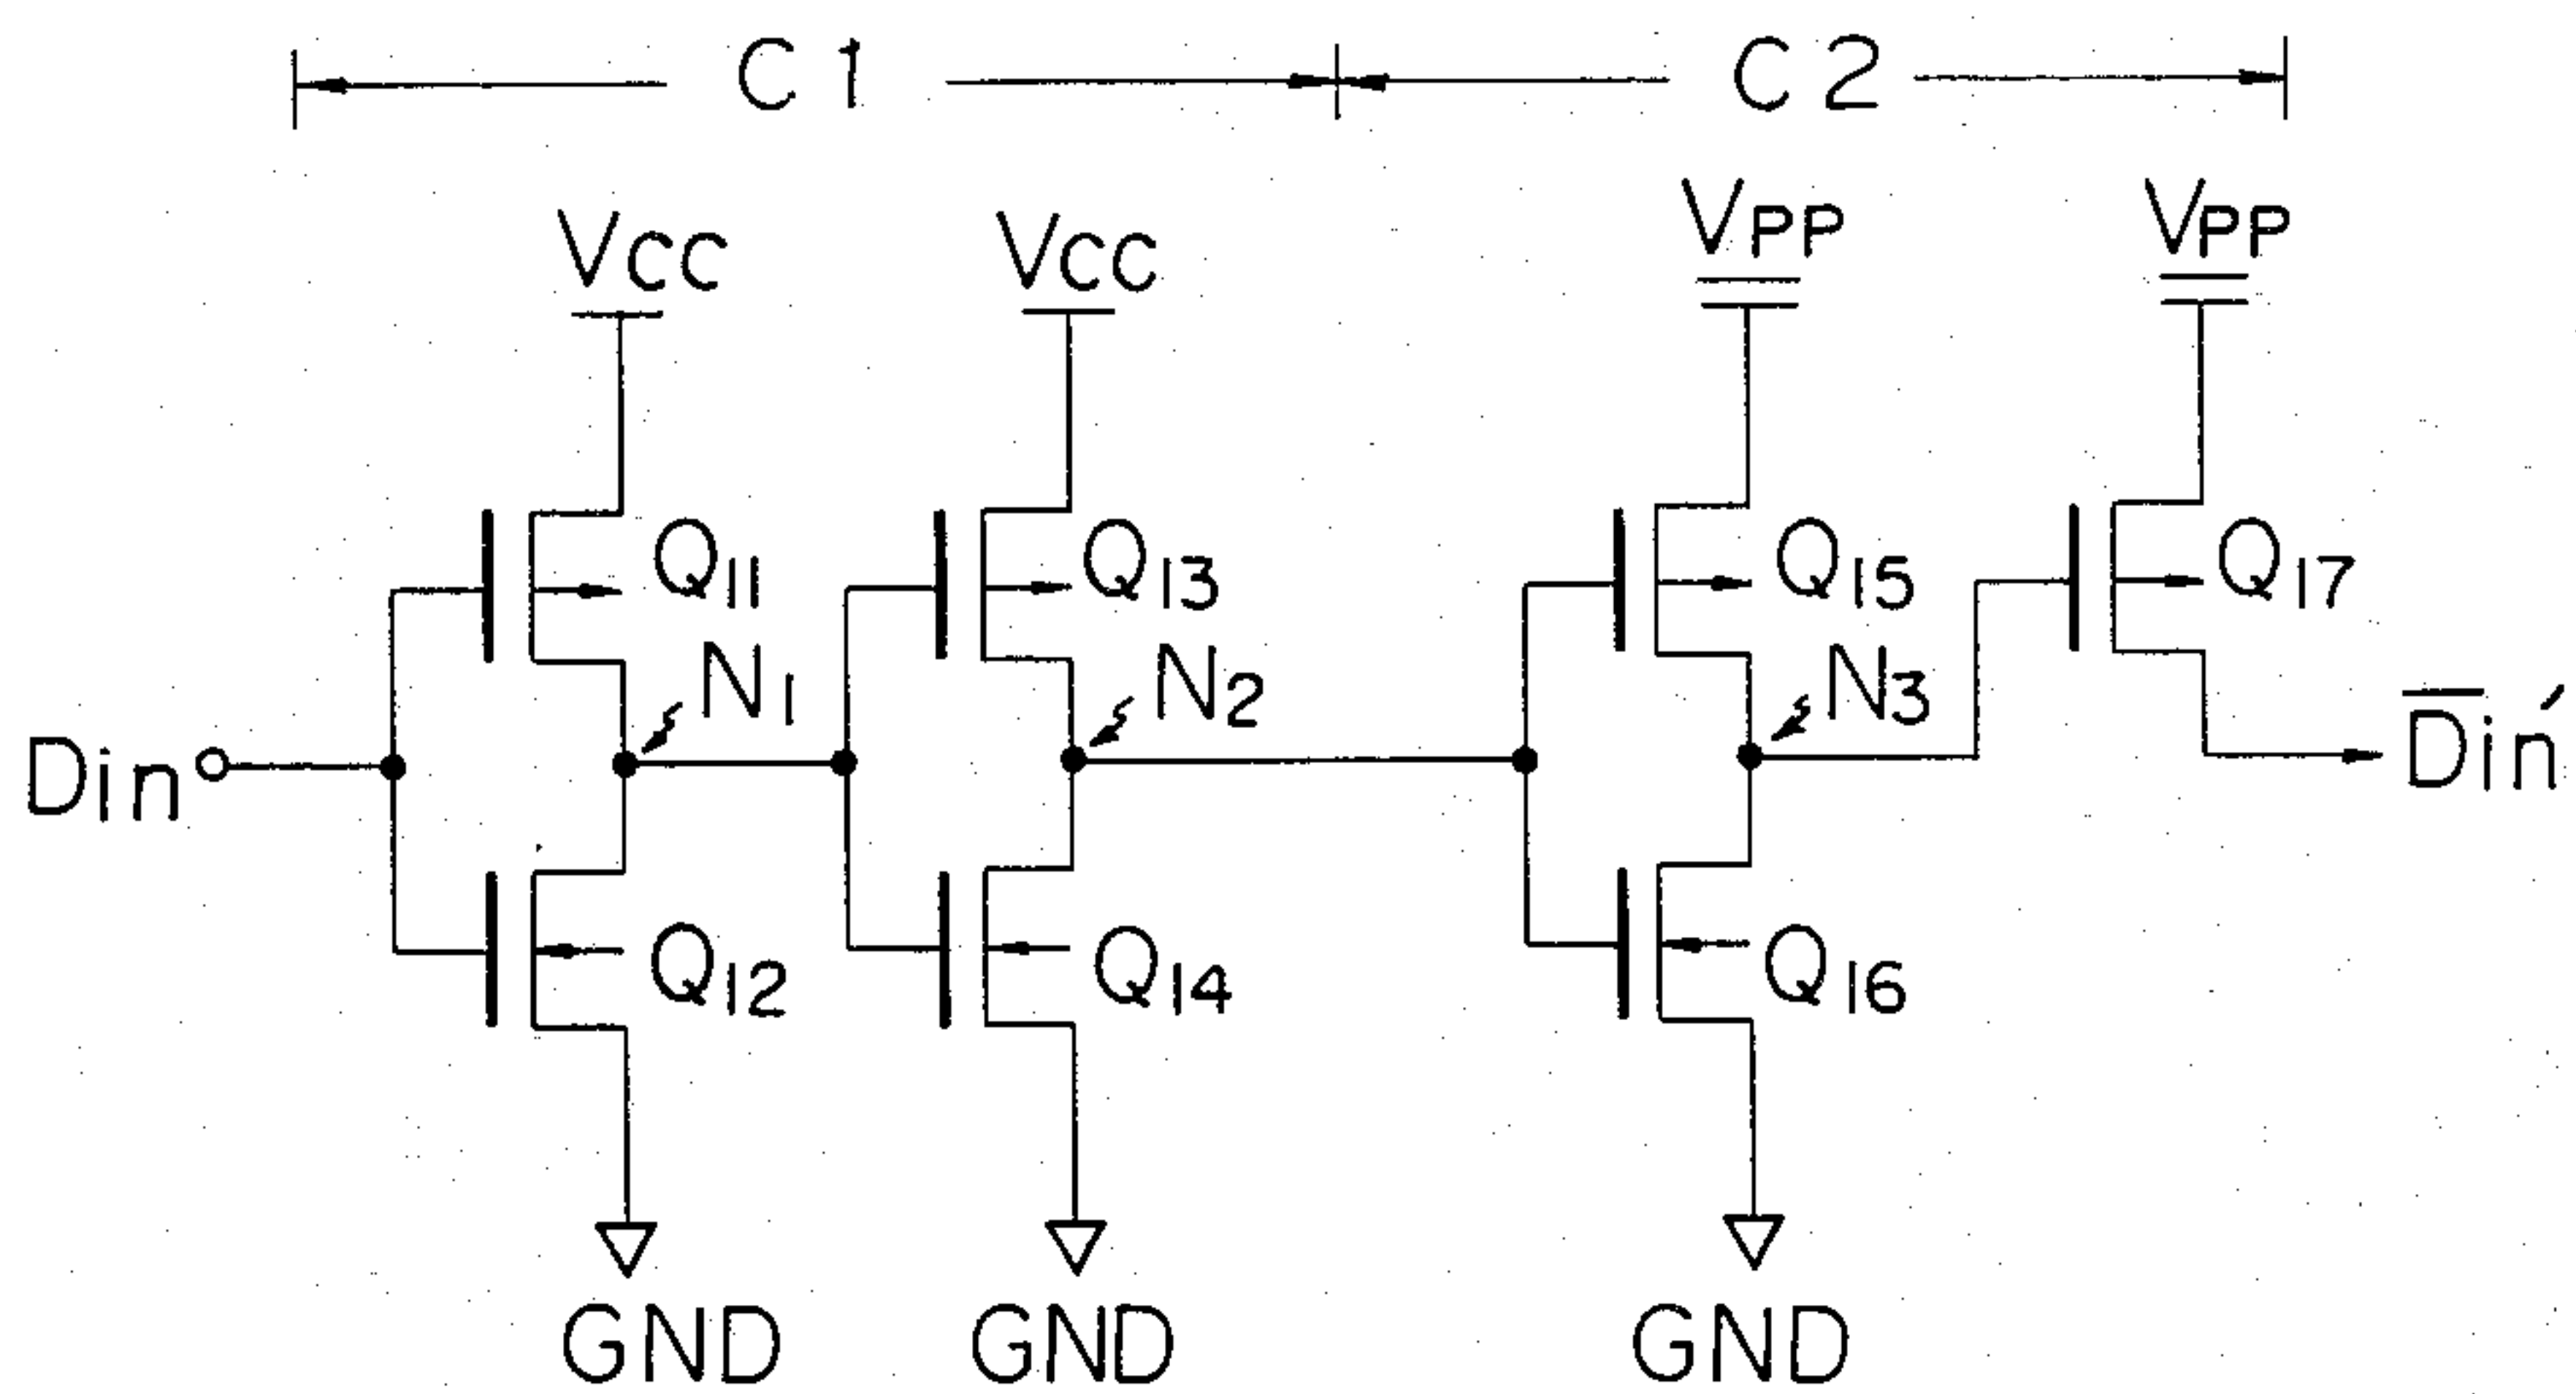 C1 C2
Vcc Vcc VPP VPP
Q11 Q13 Q15 Q17
N1 N2 N3
Din D̅in′
Q12 Q14 Q16
GND GND GND